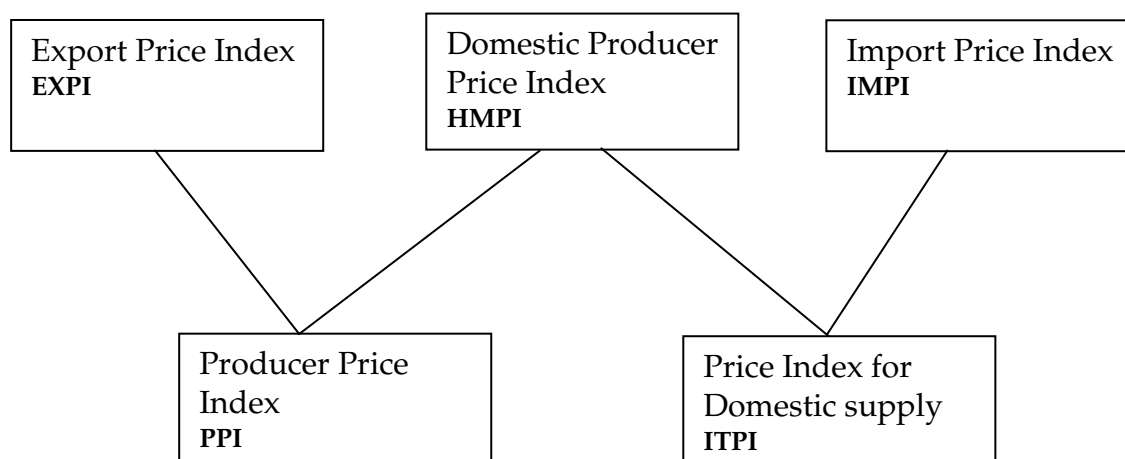 Export Price Index
EXPI
Domestic Producer
Price Index
HMPI
Import Price Index
IMPI
Producer Price
Index
PPI
Price Index for
Domestic supply
ITPI